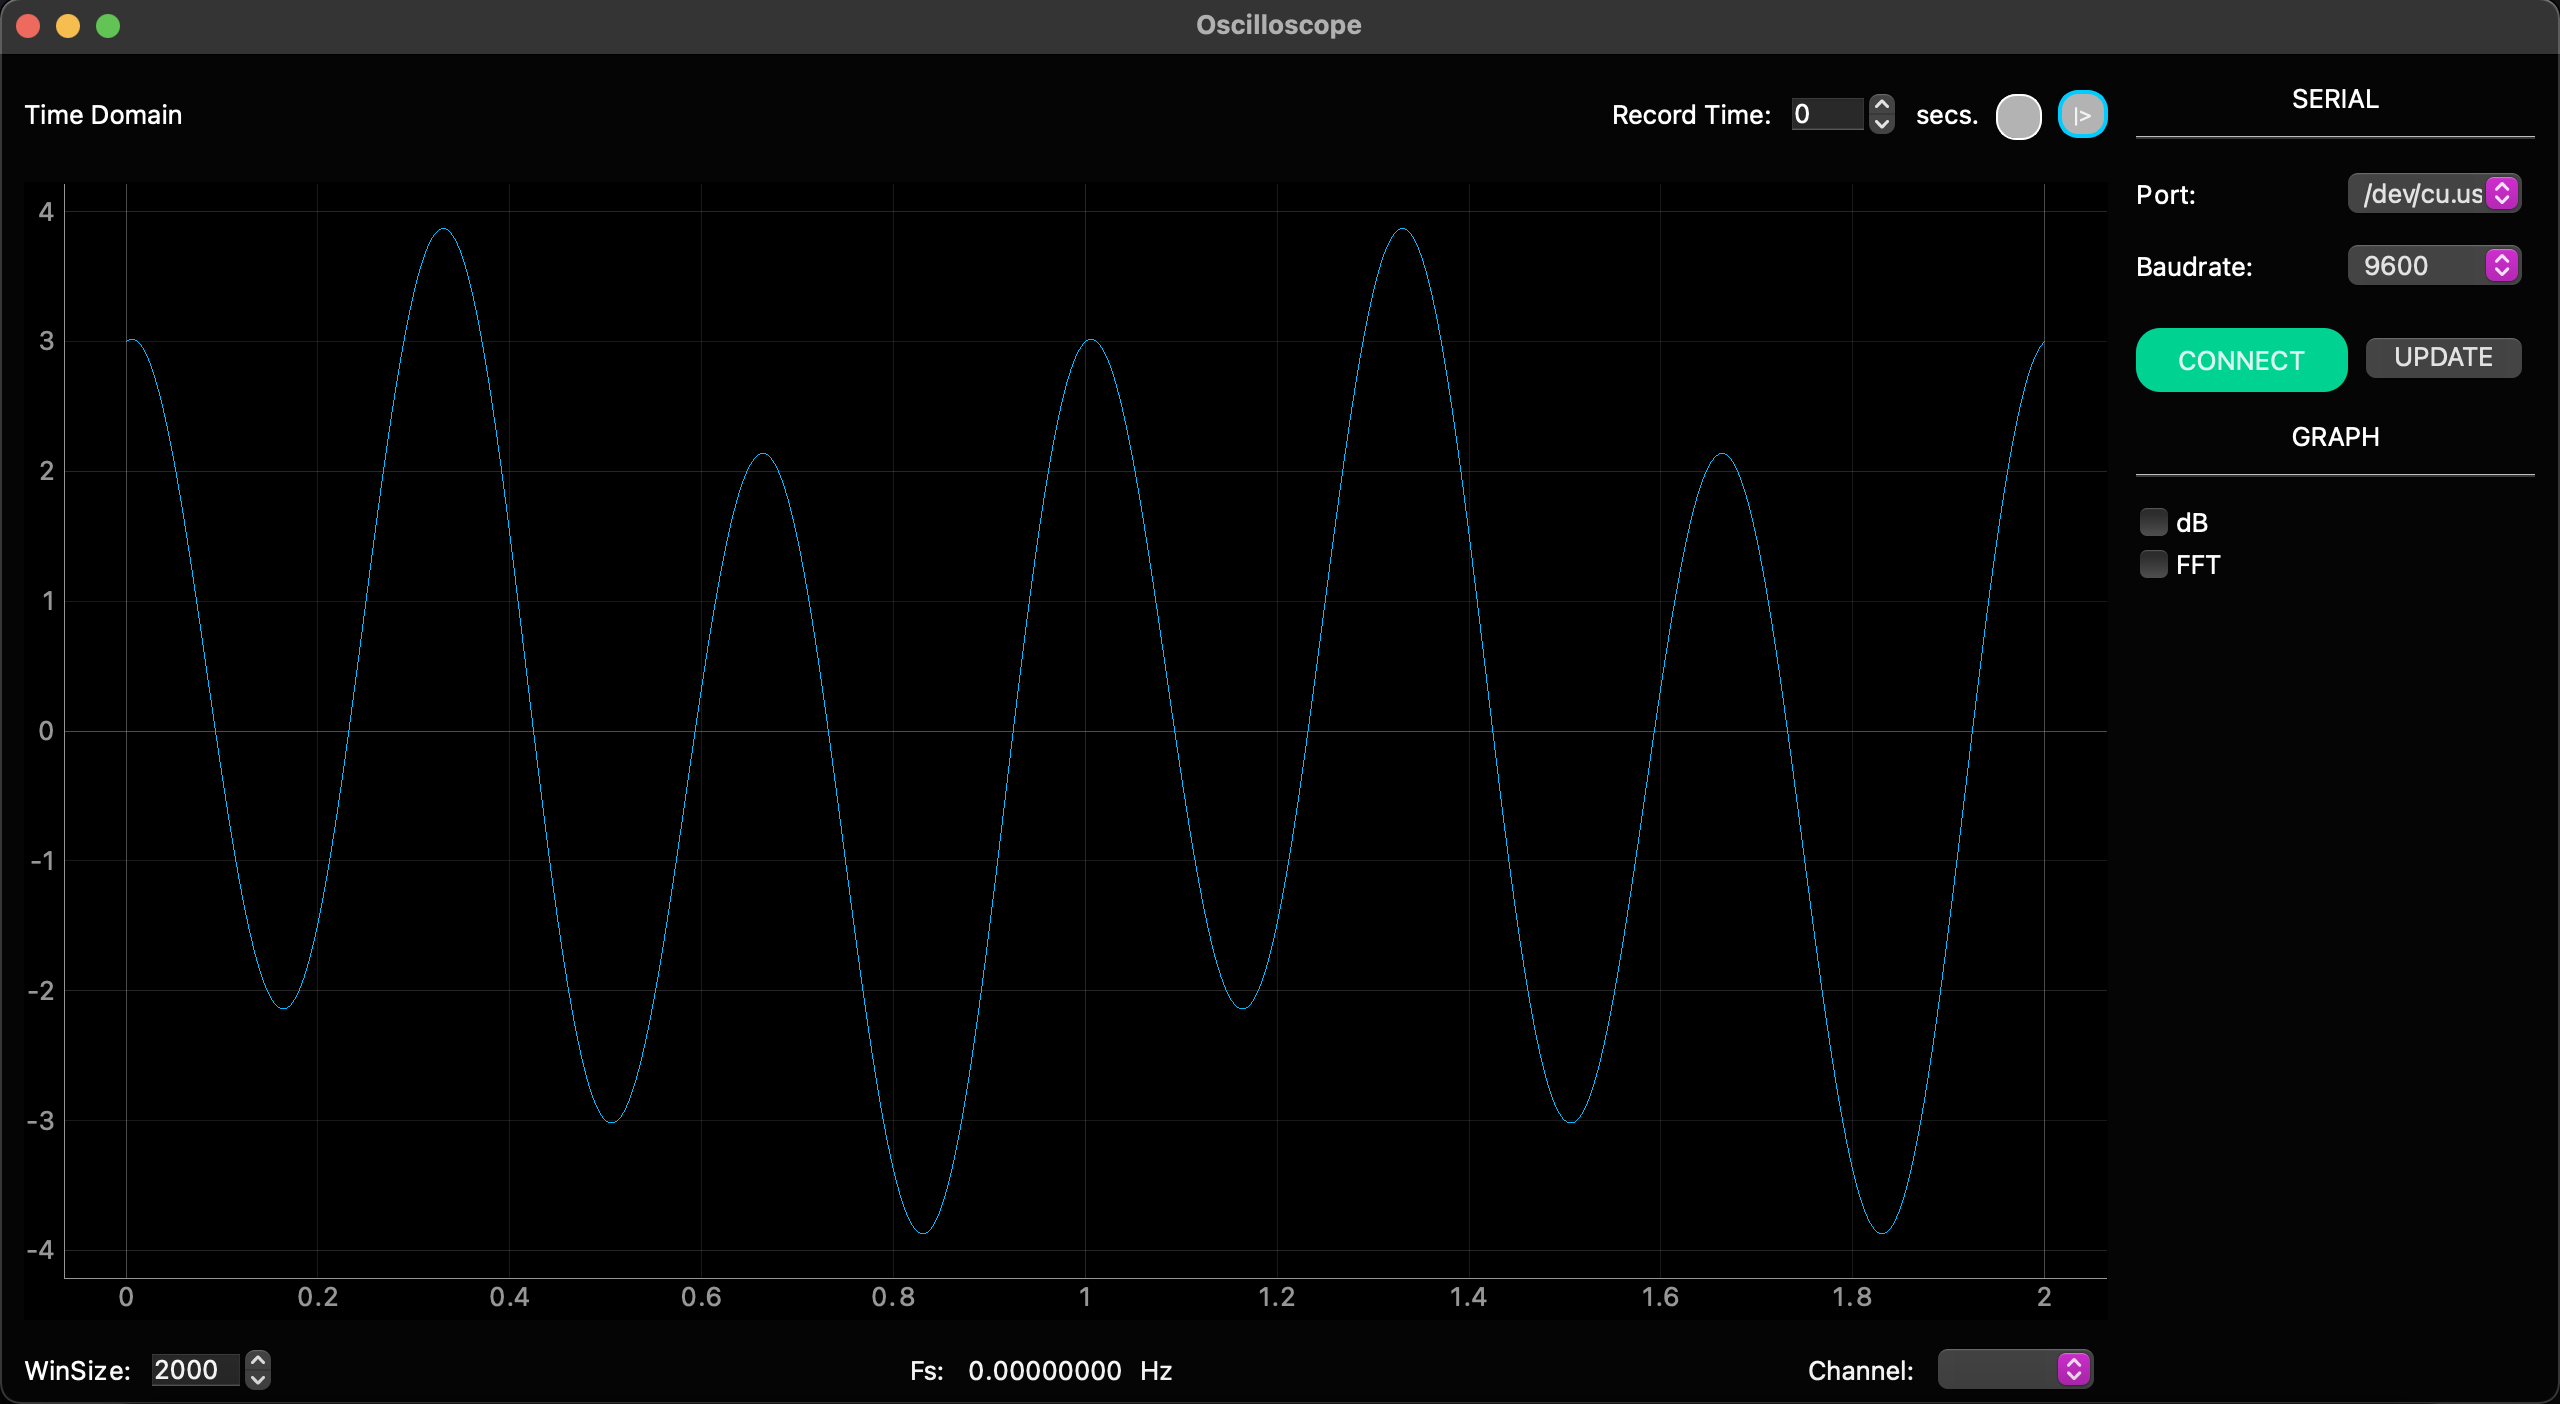 Oscilloscope
Time Domain
Record Time: 0 secs. |>
SERIAL
Port: /dev/cu.us
Baudrate: 9600
CONNECT UPDATE
GRAPH
dB
FFT
4
3
2
1
0
-1
-2
-3
-4
0 0.2 0.4 0.6 0.8 1 1.2 1.4 1.6 1.8 2
WinSize: 2000 Fs: 0.00000000 Hz Channel: